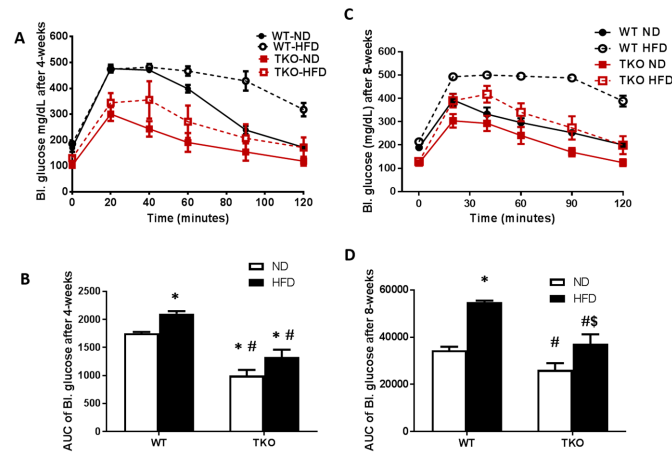 A
Bl. glucose mg/dL after 4-weeks
600
500
400
300
200
100
0
0 20 40 60 80 100 120
Time (minutes)
WT-ND
WT-HFD
TKO-ND
TKO-HFD
C
Bl. glucose (mg/dL) after 8-weeks
600
500
400
300
200
100
0
0 30 60 90 120
Time (minutes)
WT ND
WT HFD
TKO ND
TKO HFD
B
AUC of Bl. glucose after 4-weeks
2500
2000
1500
1000
500
0
ND
HFD
*
* # * #
WT TKO
D
AUC of Bl. glucose after 8-weeks
60000
40000
20000
0
ND
HFD
*
# #$
WT TKO